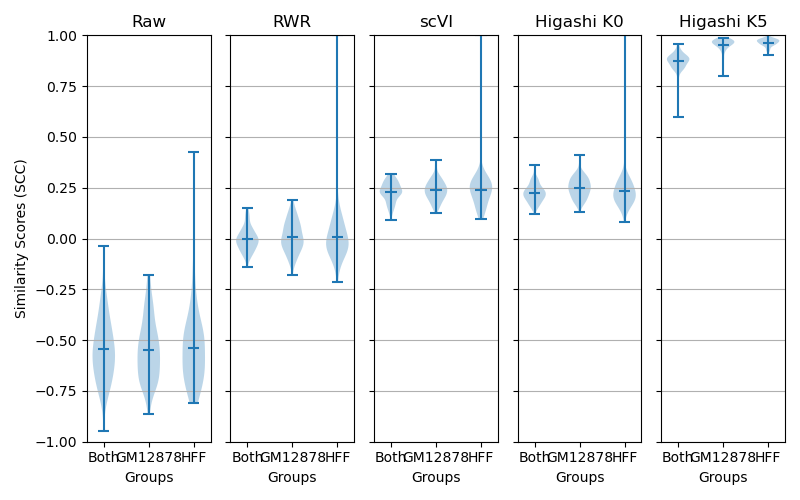 Raw RWR scVI Higashi K0 Higashi K5
1.00
0.75
0.50
0.25
0.00
−0.25
−0.50
−0.75
−1.00
Similarity Scores (SCC)
Both GM12878 HFF Both GM12878 HFF Both GM12878 HFF Both GM12878 HFF Both GM12878 HFF
Groups Groups Groups Groups Groups